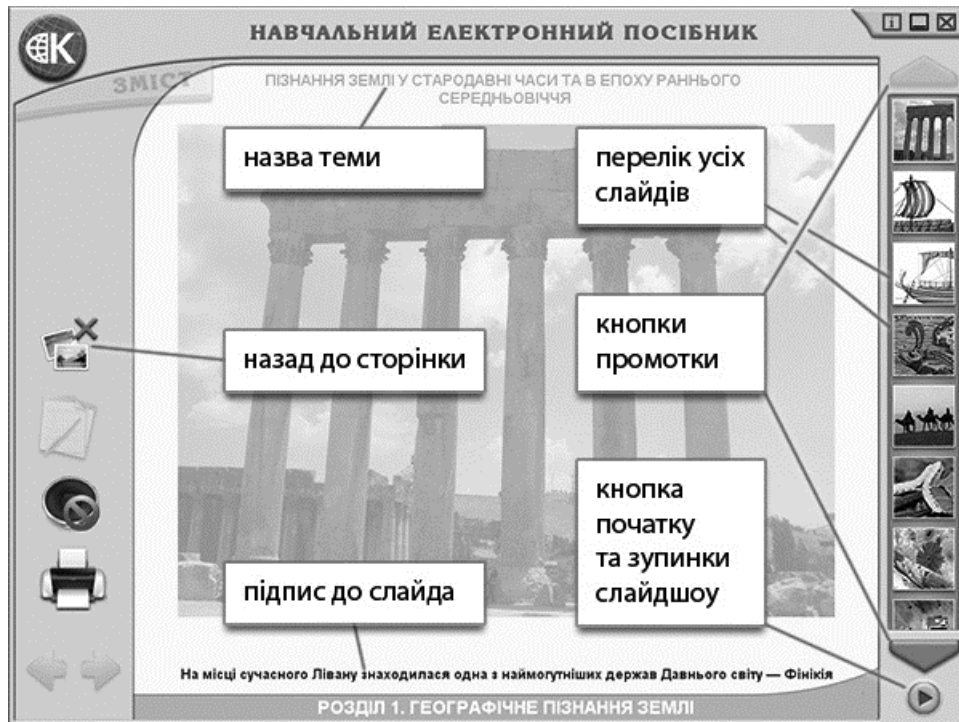 НАВЧАЛЬНИЙ ЕЛЕКТРОННИЙ ПОСІБНИК
К
ЗМІСТ
ПІЗНАННЯ ЗЕМЛІ У СТАРОДАВНІ ЧАСИ ТА В ЕПОХУ РАННЬОГО
СЕРЕДНЬОВІЧЧЯ
назва теми
перелік усіх
слайдів
назад до сторінки
кнопки
промотки
підпис до слайда
кнопка
початку
та зупинки
слайдшоу
На місці сучасного Лівану знаходилася одна з наймогутніших держав Давнього світу — Фінікія
РОЗДІЛ 1. ГЕОГРАФІЧНЕ ПІЗНАННЯ ЗЕМЛІ